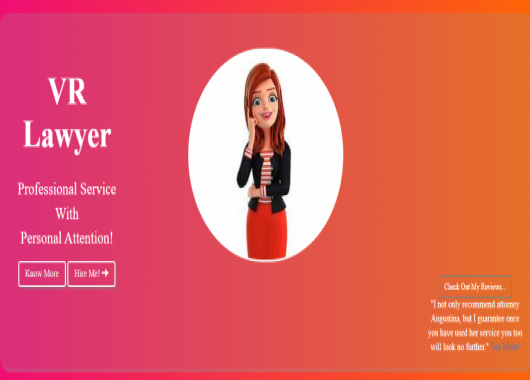 VR
Lawyer
Professional Service
With
Personal Attention!
Know More
Hire Me!
Check Out My Reviews...
"I not only recommend attorney
Augustina, but I guarantee once
you have used her service you too
will look no further." See More!